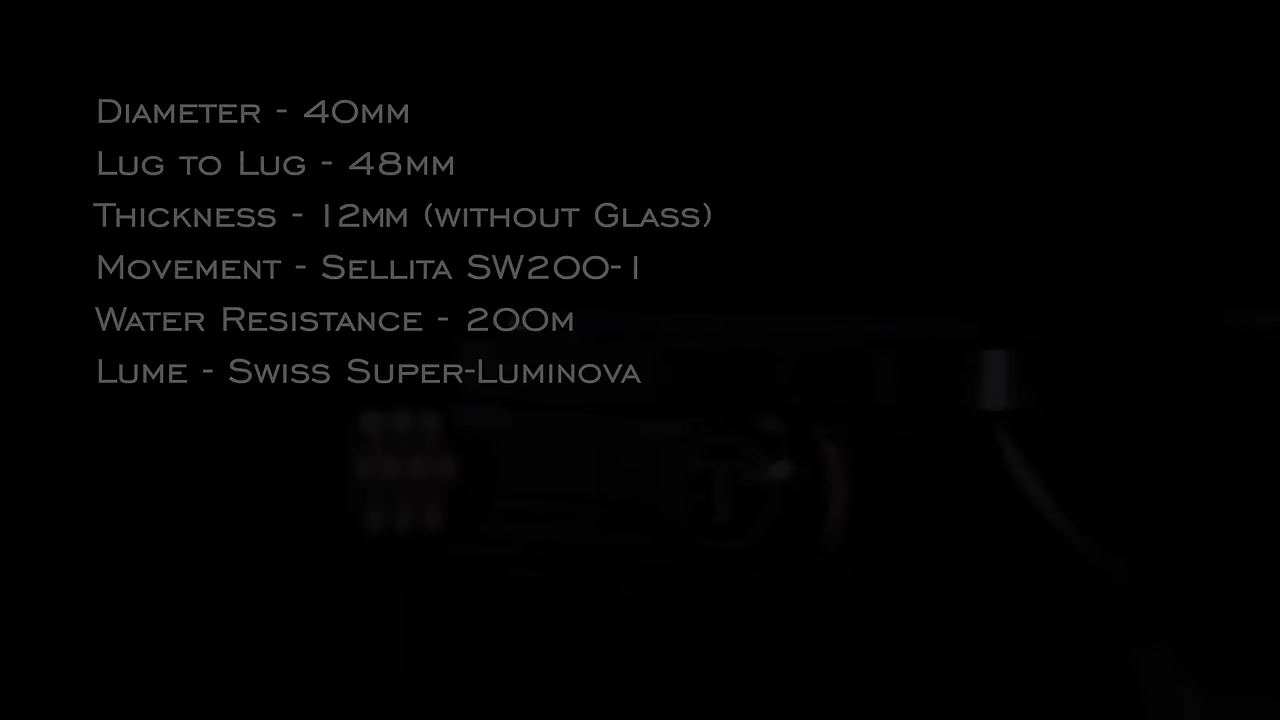 Diameter - 40mm
Lug to Lug - 48mm
Thickness - 12mm (without Glass)
Movement - Sellita SW200-1
Water Resistance - 200m
Lume - Swiss Super-Luminova